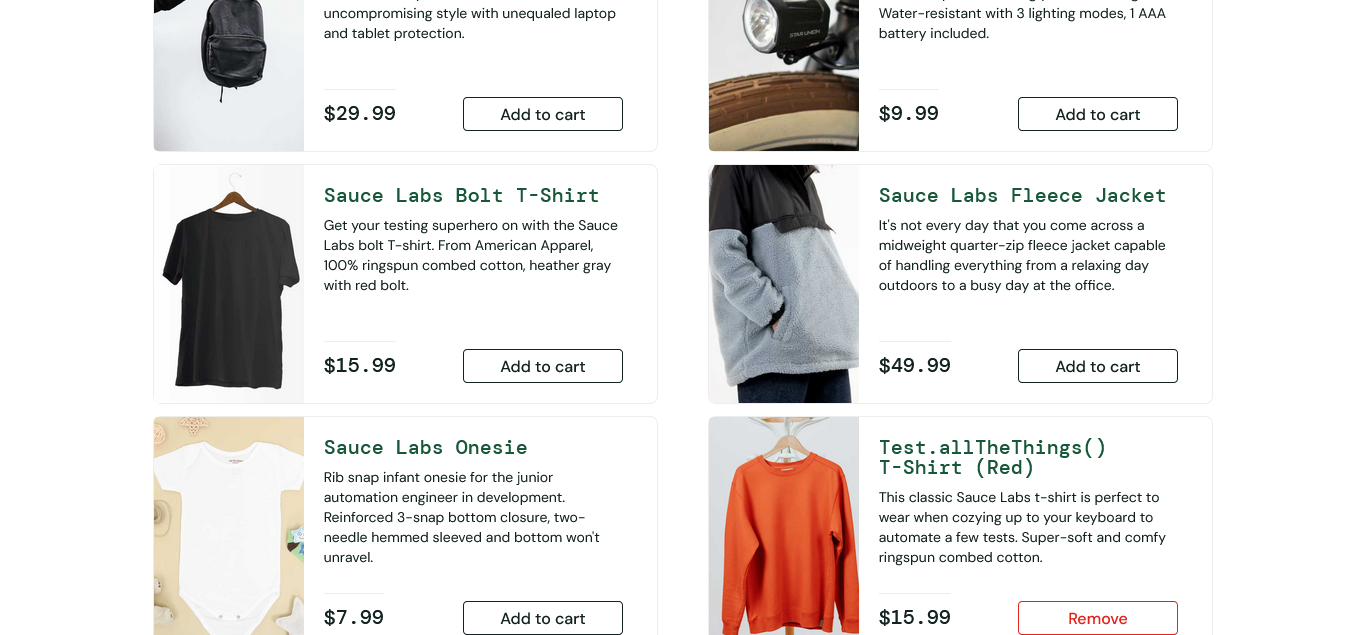 uncompromising style with unequaled laptop
and tablet protection.
$29.99
Add to cart
STAR UNION
Water-resistant with 3 lighting modes, 1 AAA
battery included.
$9.99
Add to cart
Sauce Labs Bolt T-Shirt
Get your testing superhero on with the Sauce
Labs bolt T-shirt. From American Apparel,
100% ringspun combed cotton, heather gray
with red bolt.
$15.99
Add to cart
Sauce Labs Fleece Jacket
It's not every day that you come across a
midweight quarter-zip fleece jacket capable
of handling everything from a relaxing day
outdoors to a busy day at the office.
$49.99
Add to cart
Sauce Labs Onesie
Rib snap infant onesie for the junior
automation engineer in development.
Reinforced 3-snap bottom closure, two-
needle hemmed sleeved and bottom won't
unravel.
$7.99
Add to cart
Test.allTheThings()
T-Shirt (Red)
This classic Sauce Labs t-shirt is perfect to
wear when cozying up to your keyboard to
automate a few tests. Super-soft and comfy
ringspun combed cotton.
$15.99
Remove